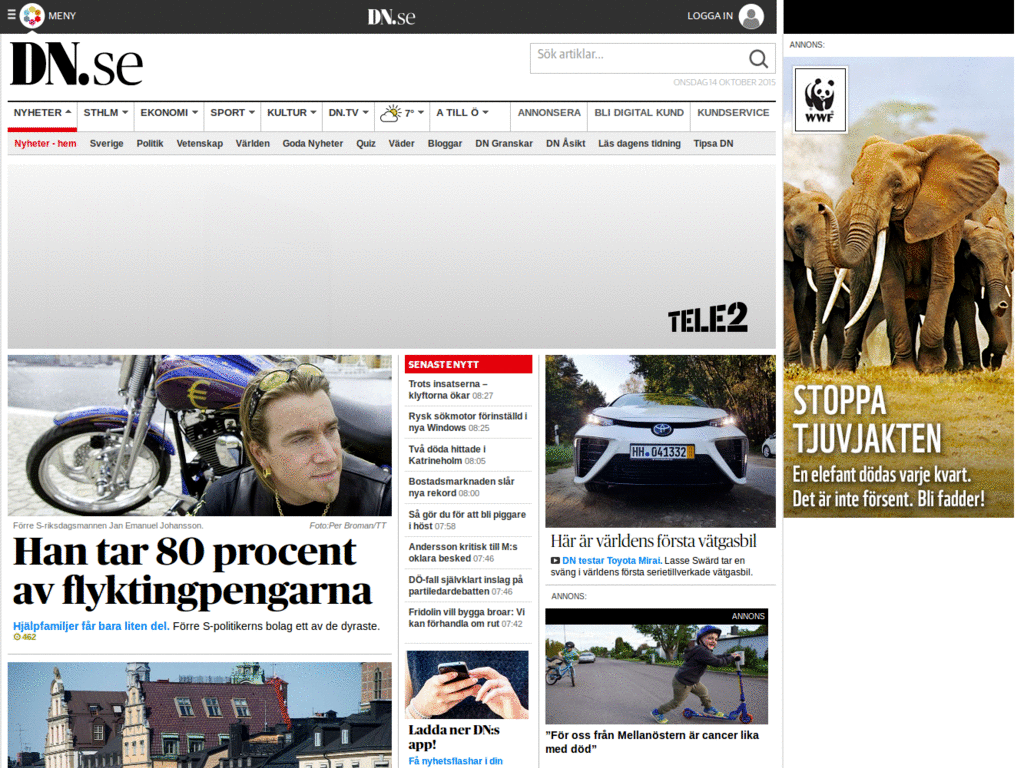 MENY
DN.se
LOGGA IN
DN.se
Sök artiklar...
ONSDAG 14 OKTOBER 2015
NYHETER
STHLM
EKONOMI
SPORT
KULTUR
DN.TV
7°
A TILL Ö
ANNONSERA
BLI DIGITAL KUND
KUNDSERVICE
Nyheter - hem
Sverige
Politik
Vetenskap
Världen
Goda Nyheter
Quiz
Väder
Bloggar
DN Granskar
DN Åsikt
Läs dagens tidning
Tipsa DN
TELE2
Förre S-riksdagsmannen Jan Emanuel Johansson.
Foto:Per Broman/TT
Han tar 80 procent
av flyktingpengarna
Hjälpfamiljer får bara liten del. Förre S-politikerns bolag ett av de dyraste.
462
SENASTE NYTT
Trots insatserna –
klyftorna ökar 08:27
Rysk sökmotor förinställd i
nya Windows 08:25
Två döda hittade i
Katrineholm 08:05
Bostadsmarknaden slår
nya rekord 08:00
Så gör du för att bli piggare
i höst 07:58
Andersson kritisk till M:s
oklara besked 07:46
DÖ-fall självklart inslag på
partiledardebatten 07:46
Fridolin vill bygga broar: Vi
kan förhandla om rut 07:42
Ladda ner DN:s
app!
Få nyhetsflashar i din
HH 041332
Här är världens första vätgasbil
DN testar Toyota Mirai. Lasse Swärd tar en
sväng i världens första serietillverkade vätgasbil.
ANNONS:
ANNONS
”För oss från Mellanöstern är cancer lika
med död”
ANNONS:
WWF
STOPPA
TJUVJAKTEN
En elefant dödas varje kvart.
Det är inte försent. Bli fadder!